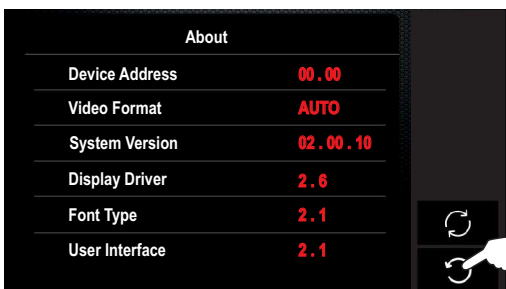 About
Device Address 00.00
Video Format AUTO
System Version 02.00.10
Display Driver 2.6
Font Type 2.1
User Interface 2.1